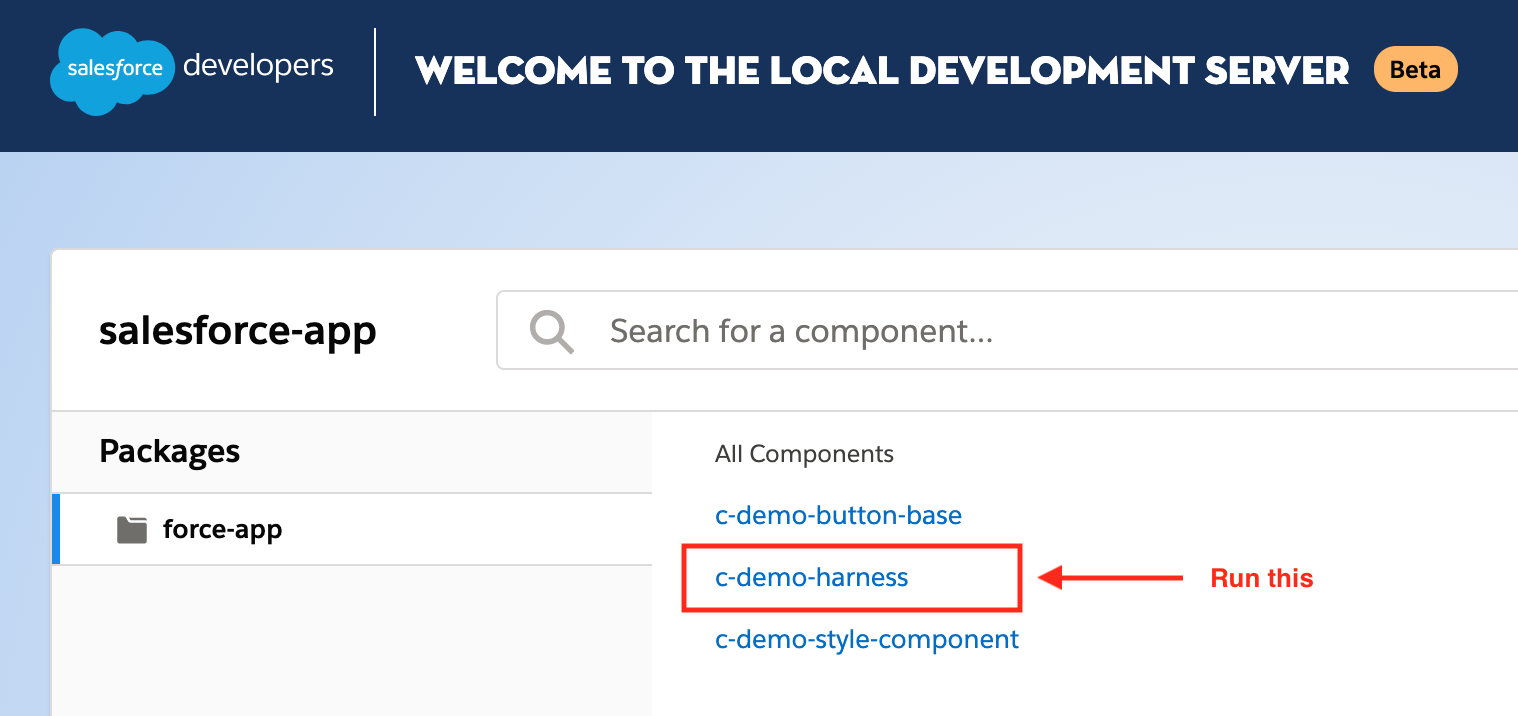 salesforce developers
WELCOME TO THE LOCAL DEVELOPMENT SERVER
Beta
salesforce-app
Search for a component...
Packages
force-app
All Components
c-demo-button-base
c-demo-harness
Run this
c-demo-style-component